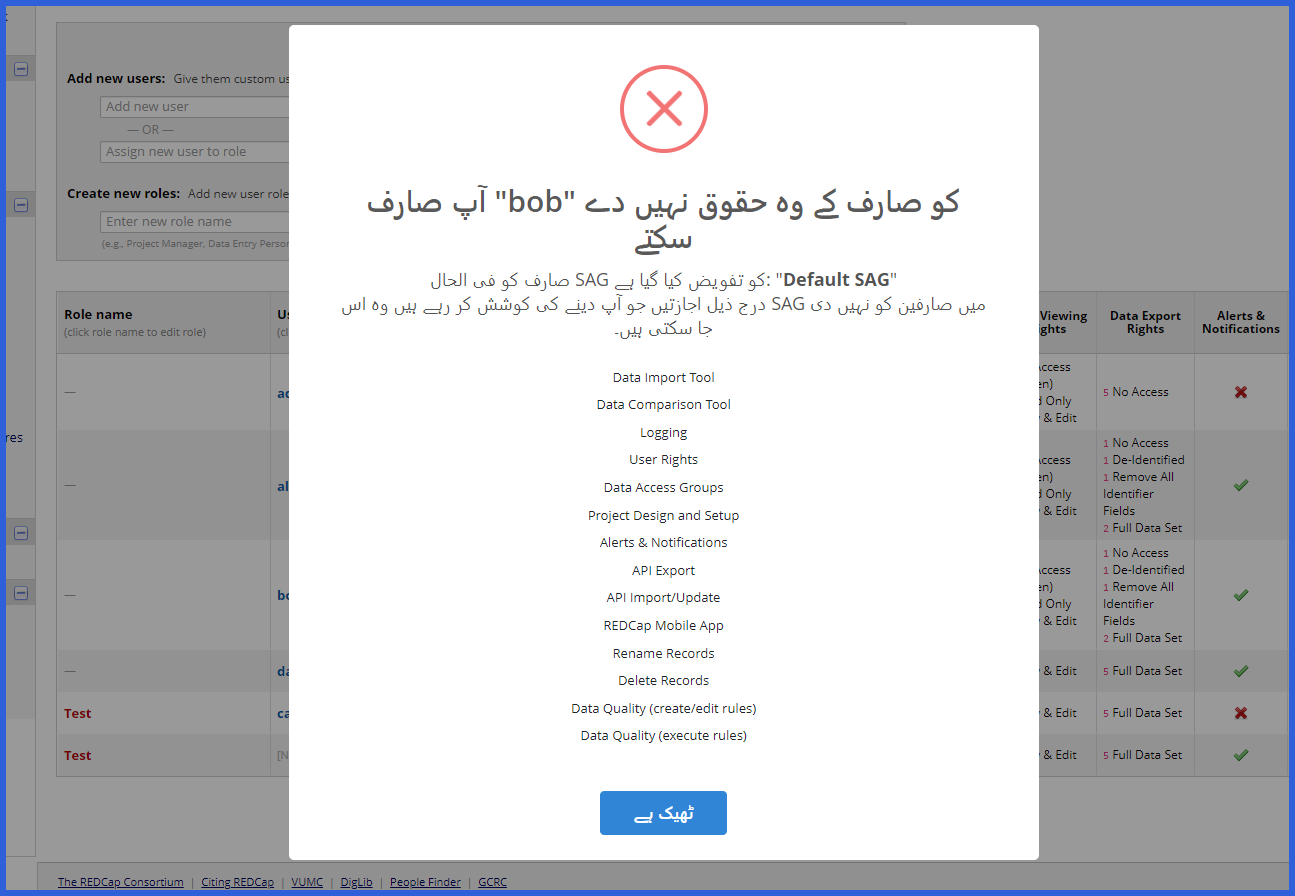 Add new users: Give them custom us
Add new user
— OR —
Assign new user to role
Create new roles: Add new user role
Enter new role name
(e.g., Project Manager, Data Entry Person
آپ صارف "bob" کو صارف کے وہ حقوق نہیں دے
سکتے
صارف کو فی الحال SAG کو تفویض کیا گیا ہے: "Default SAG"
درج ذیل اجازتیں جو آپ دینے کی کوشش کر رہے ہیں وہ اس SAG میں صارفین کو نہیں دی
جا سکتی ہیں۔
Data Import Tool
Data Comparison Tool
Logging
User Rights
Data Access Groups
Project Design and Setup
Alerts & Notifications
API Export
API Import/Update
REDCap Mobile App
Rename Records
Delete Records
Data Quality (create/edit rules)
Data Quality (execute rules)
ٹھیک ہے
Role name
(click role name to edit role)
Viewing
ights
Data Export
Rights
Alerts &
Notifications
—
ad
ccess
en)
d Only
& Edit
5 No Access
res
—
al
ccess
en)
d Only
& Edit
1 No Access
1 De-Identified
1 Remove All
Identifier
Fields
2 Full Data Set
—
bo
ccess
en)
d Only
& Edit
1 No Access
1 De-Identified
1 Remove All
Identifier
Fields
2 Full Data Set
—
da
& Edit
5 Full Data Set
Test
ca
& Edit
5 Full Data Set
Test
[N
& Edit
5 Full Data Set
The REDCap Consortium | Citing REDCap | VUMC | DigLib | People Finder | GCRC